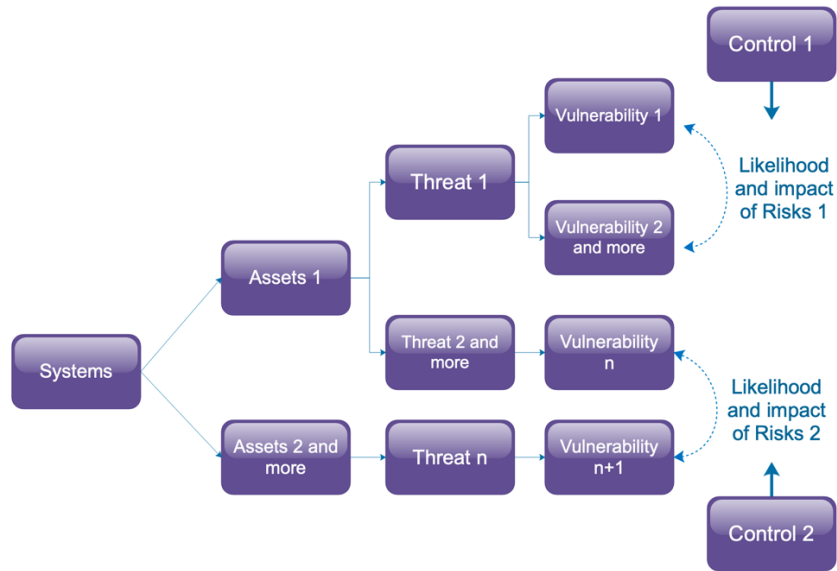 Control 1
Vulnerability 1
Likelihood
and impact
of Risks 1
Threat 1
Vulnerability 2
and more
Assets 1
Systems
Threat 2 and
more
Vulnerability
n
Likelihood
and impact
of Risks 2
Assets 2 and
more
Threat n
Vulnerability
n+1
Control 2